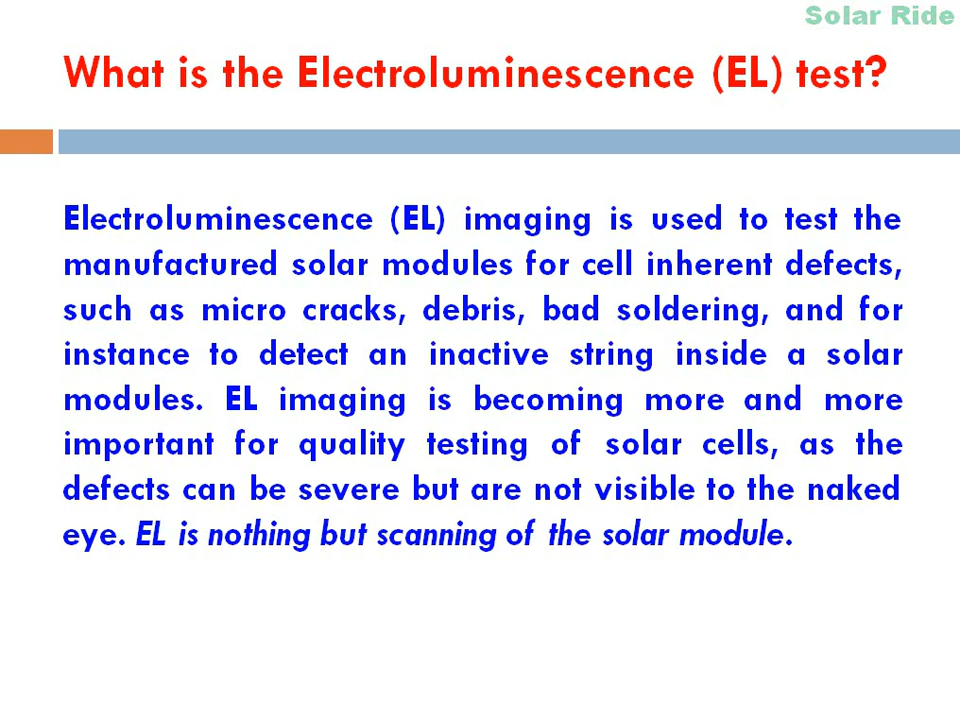 Solar Ride
What is the Electroluminescence (EL) test?
Electroluminescence (EL) imaging is used to test the
manufactured solar modules for cell inherent defects,
such as micro cracks, debris, bad soldering, and for
instance to detect an inactive string inside a solar
modules. EL imaging is becoming more and more
important for quality testing of solar cells, as the
defects can be severe but are not visible to the naked
eye. EL is nothing but scanning of the solar module.